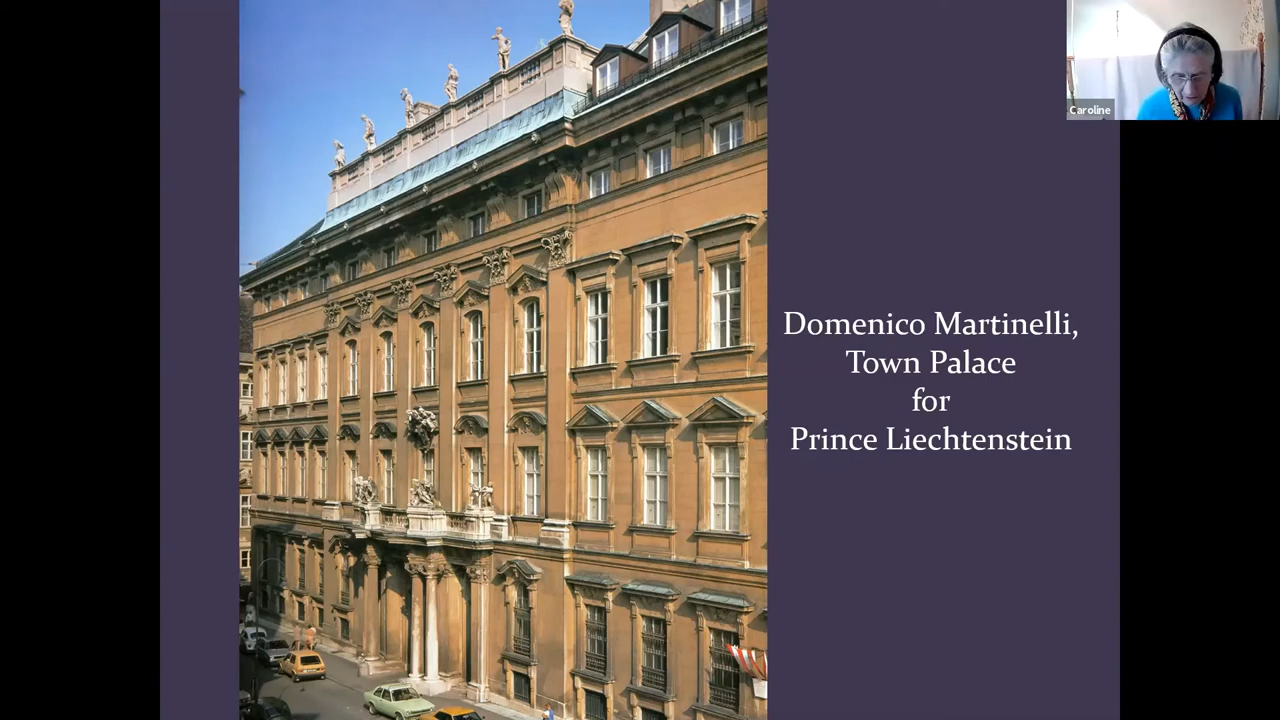 Caroline
Domenico Martinelli,
Town Palace
for
Prince Liechtenstein